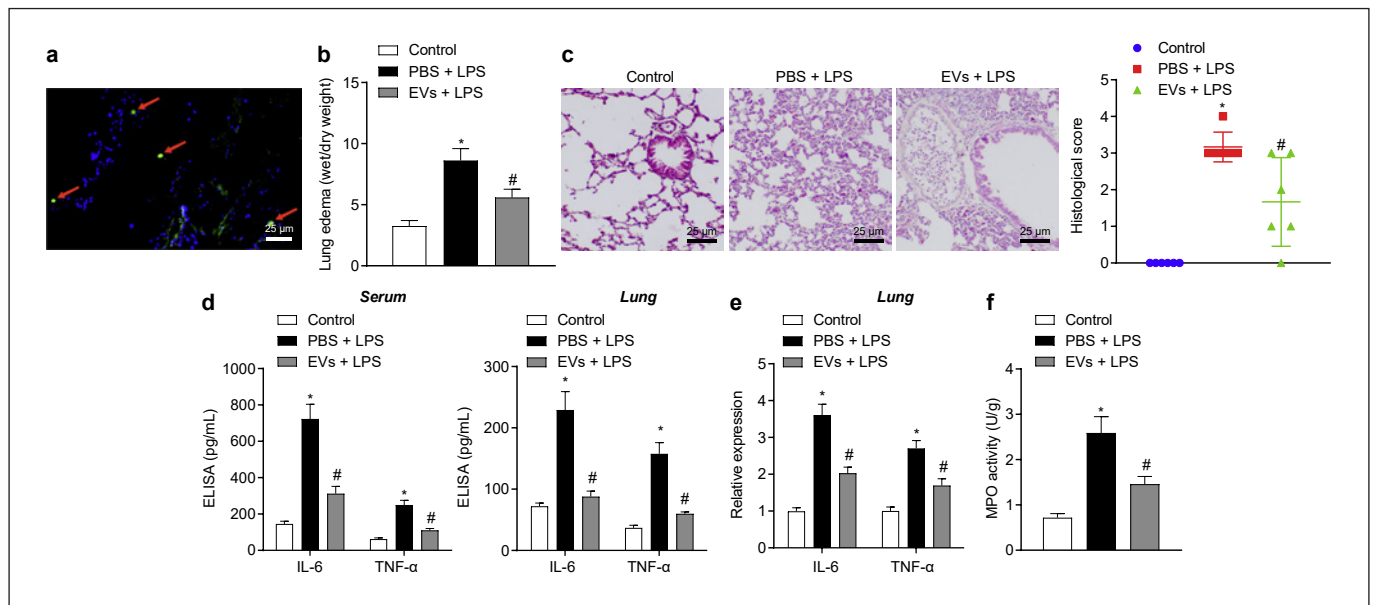 a
25 µm
b
Control
PBS + LPS
EVs + LPS
Lung edema (wet/dry weight)
15
10
5
0
*
#
c
Control
PBS + LPS
EVs + LPS
25 µm
25 µm
25 µm
Control
PBS + LPS
EVs + LPS
Histological score
5
4
3
2
1
0
*
#
d
Serum
Control
PBS + LPS
EVs + LPS
ELISA (pg/mL)
1000
800
600
400
200
0
*
#
*
#
IL-6
TNF-α
Lung
Control
PBS + LPS
EVs + LPS
ELISA (pg/mL)
300
200
100
0
*
#
*
#
IL-6
TNF-α
e
Lung
Control
PBS + LPS
EVs + LPS
Relative expression
5
4
3
2
1
0
*
#
*
#
IL-6
TNF-α
f
Control
PBS + LPS
EVs + LPS
MPO activity (U/g)
4
3
2
1
0
*
#